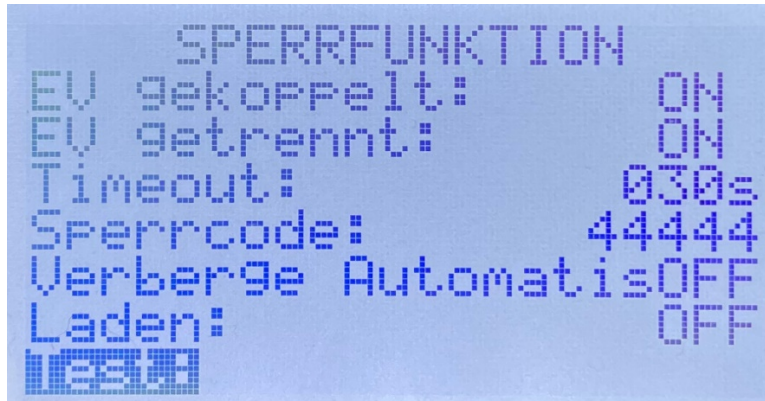 SPERRFUNKTION
EV gekoppelt: ON
EV getrennt: ON
Timeout: 030s
Sperrcode: 44444
Verberge AutomatisOFF
Laden: OFF